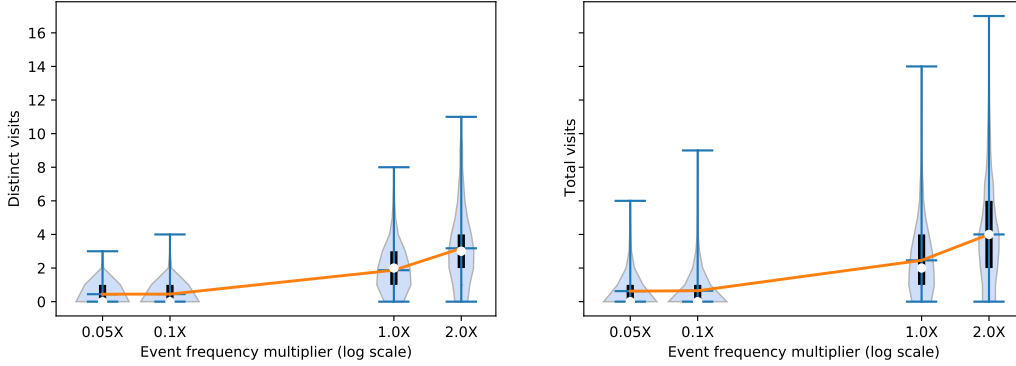 Distinct visits
16
14
12
10
8
6
4
2
0
0.05X 0.1X 1.0X 2.0X
Event frequency multiplier (log scale)
Total visits
0.05X 0.1X 1.0X 2.0X
Event frequency multiplier (log scale)